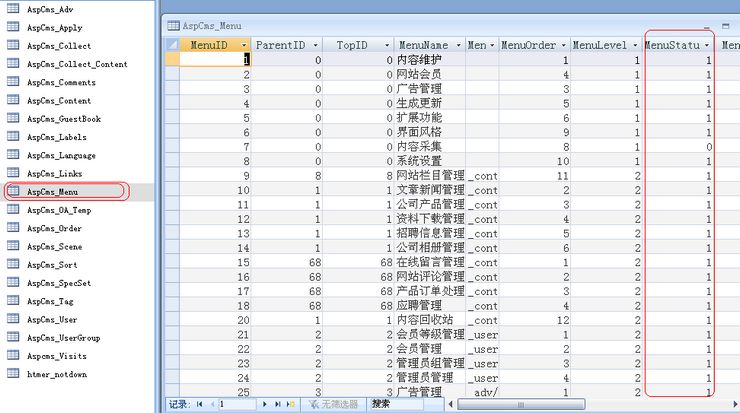 AspCms_Adv
AspCms_Apply
AspCms_Collect
AspCms_Collect_Content
AspCms_Comments
AspCms_Content
AspCms_GuestBook
AspCms_Labels
AspCms_Language
AspCms_Links
AspCms_Menu
AspCms_OA_Temp
AspCms_Order
AspCms_Scene
AspCms_Sort
AspCms_SpecSet
AspCms_Tag
AspCms_User
AspCms_UserGroup
Aspcms_Visits
htmer_notdown
AspCms_Menu
MenuID ParentID TopID MenuName Men MenuOrder MenuLevel MenuStatu Men
1 0 0 内容维护 1 1 1
2 0 0 网站会员 4 1 1
3 0 0 广告管理 3 1 1
4 0 0 生成更新 5 1 1
5 0 0 扩展功能 6 1 1
6 0 0 界面风格 9 1 1
7 0 0 内容采集 8 1 0
8 0 0 系统设置 10 1 1
9 8 8 网站栏目管理 _cont 11 2 1
10 1 1 文章新闻管理 _cont 2 2 1
11 1 1 公司产品管理 _cont 3 2 1
12 1 1 资料下载管理 _cont 4 2 1
13 1 1 招聘信息管理 _cont 5 2 1
14 1 1 公司相册管理 _cont 6 2 1
15 68 68 在线留言管理 _cont 1 2 1
16 68 68 网站评论管理 _cont 2 2 1
17 68 68 产品订单处理 _cont 3 2 1
18 68 68 应聘管理 _cont 4 2 1
20 1 1 内容回收站 _cont 12 2 1
21 2 2 会员等级管理 _user 1 2 1
22 2 2 会员管理 _user 2 2 1
23 2 2 管理员组管理 _user 3 2 1
24 2 2 管理员管理 _user 4 2 1
25 3 3 广告管理 adv/ 1 2 1
记录: 1 无筛选器 搜索